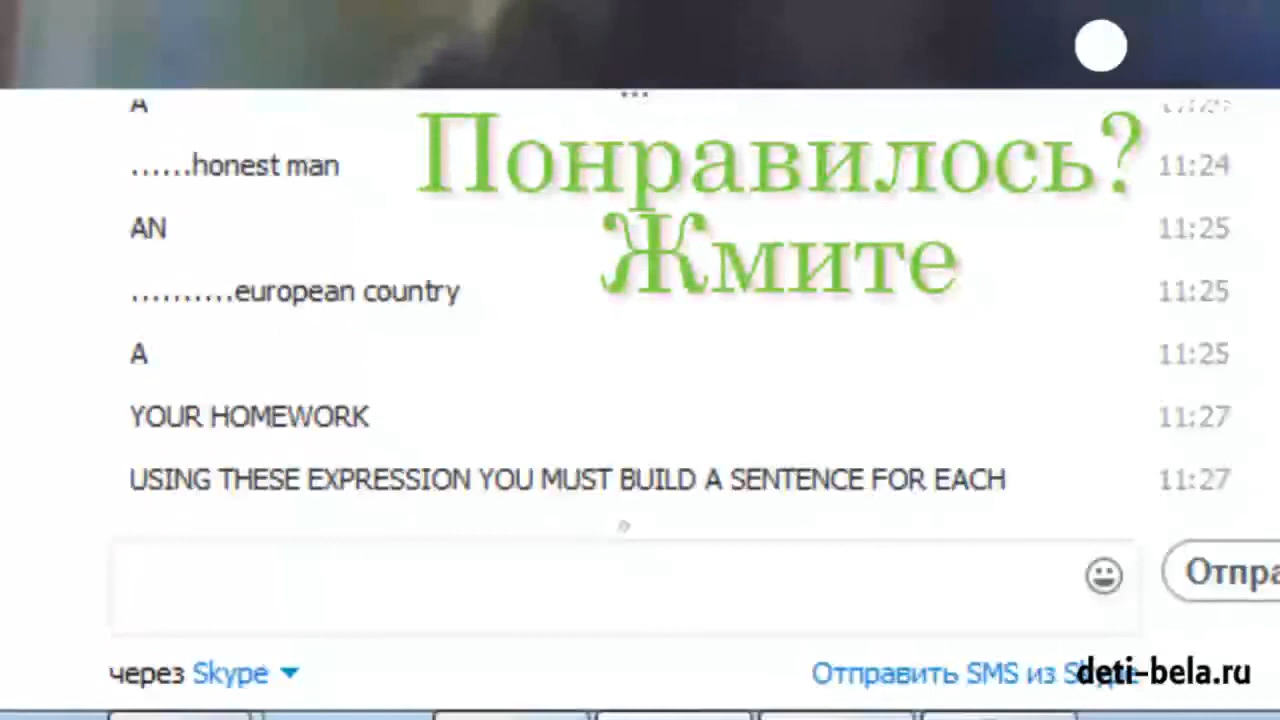 A
Понравилось?
......honest man 11:24
Жмите
AN 11:25
..........european country 11:25
A 11:25
YOUR HOMEWORK 11:27
USING THESE EXPRESSION YOU MUST BUILD A SENTENCE FOR EACH 11:27
через Skype
Отправить SMS из
deti-bela.ru